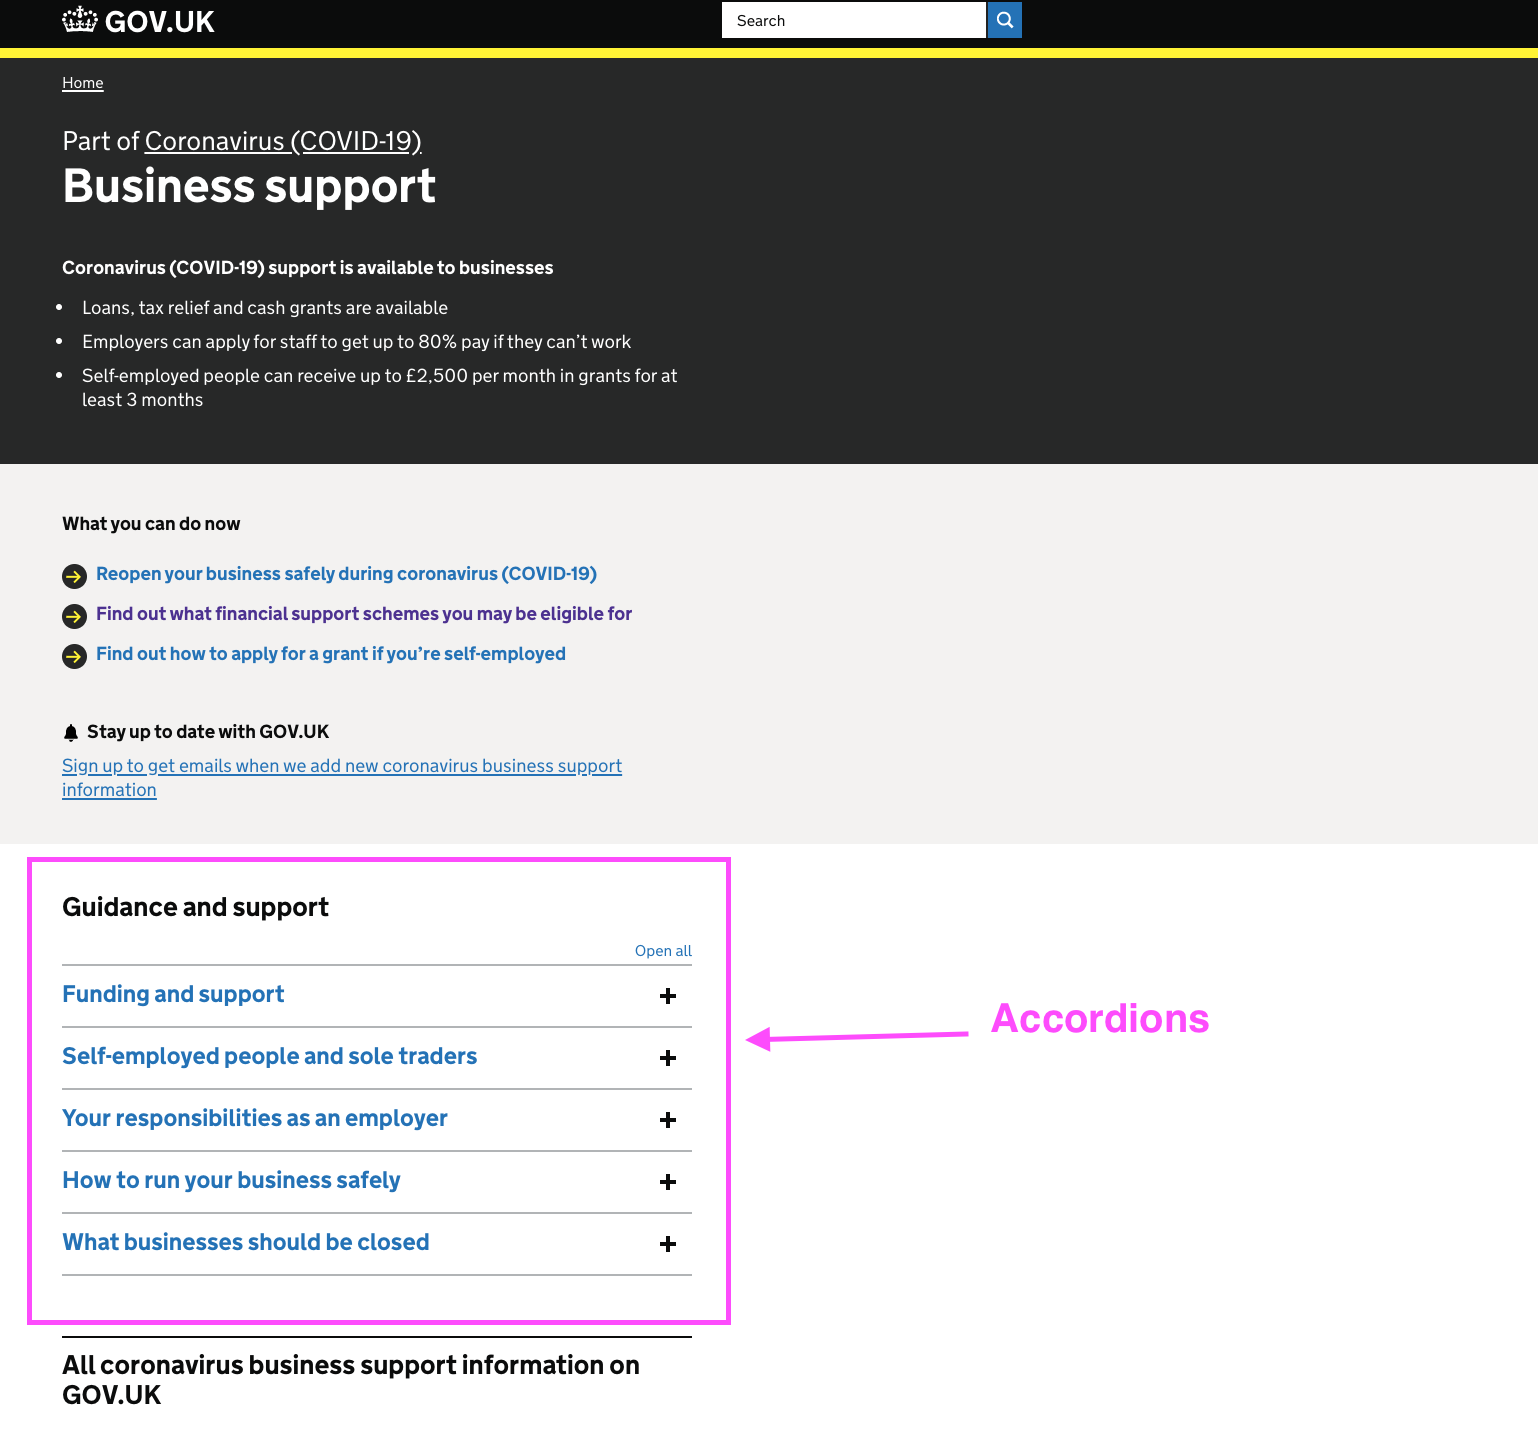 GOV.UK
Search
Home
Part of Coronavirus (COVID-19)
Business support
Coronavirus (COVID-19) support is available to businesses
• Loans, tax relief and cash grants are available
• Employers can apply for staff to get up to 80% pay if they can’t work
• Self-employed people can receive up to £2,500 per month in grants for at
least 3 months
What you can do now
Reopen your business safely during coronavirus (COVID-19)
Find out what financial support schemes you may be eligible for
Find out how to apply for a grant if you’re self-employed
Stay up to date with GOV.UK
Sign up to get emails when we add new coronavirus business support
information
Guidance and support
Open all
Funding and support
Self-employed people and sole traders
Your responsibilities as an employer
How to run your business safely
What businesses should be closed
Accordions
All coronavirus business support information on
GOV.UK